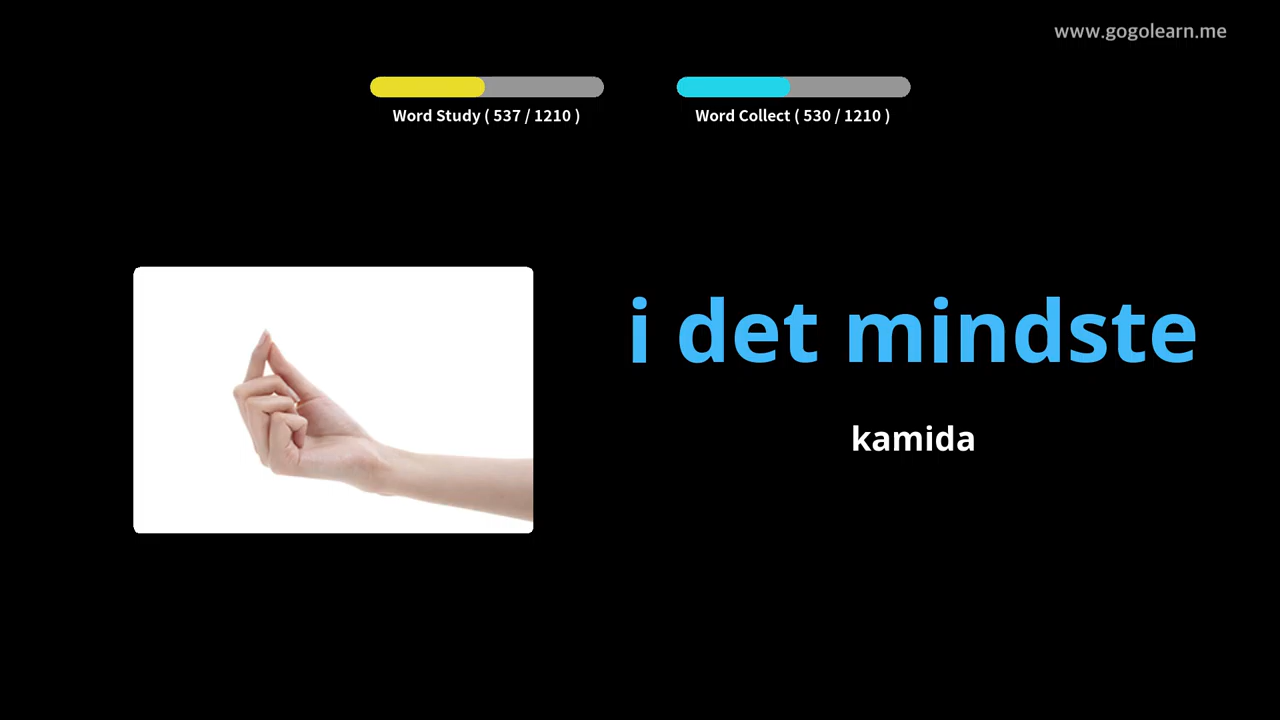 www.gogolearn.me
Word Study ( 537 / 1210 )
Word Collect ( 530 / 1210 )
i det mindste
kamida